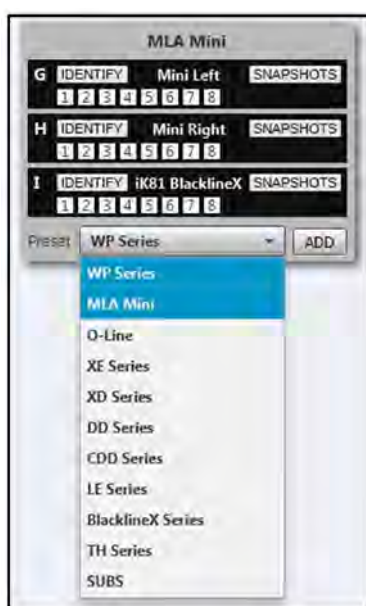 MLA Mini
G IDENTIFY Mini Left SNAPSHOTS
1 2 3 4 5 6 7 8
H IDENTIFY Mini Right SNAPSHOTS
1 2 3 4 5 6 7 8
I IDENTIFY iK81 BlacklineX SNAPSHOTS
1 2 3 4 5 6 7 8
Preset WP Series ADD
WP Series
MLA Mini
O-Line
XE Series
XD Series
DD Series
CDD Series
LE Series
BlacklineX Series
TH Series
SUBS